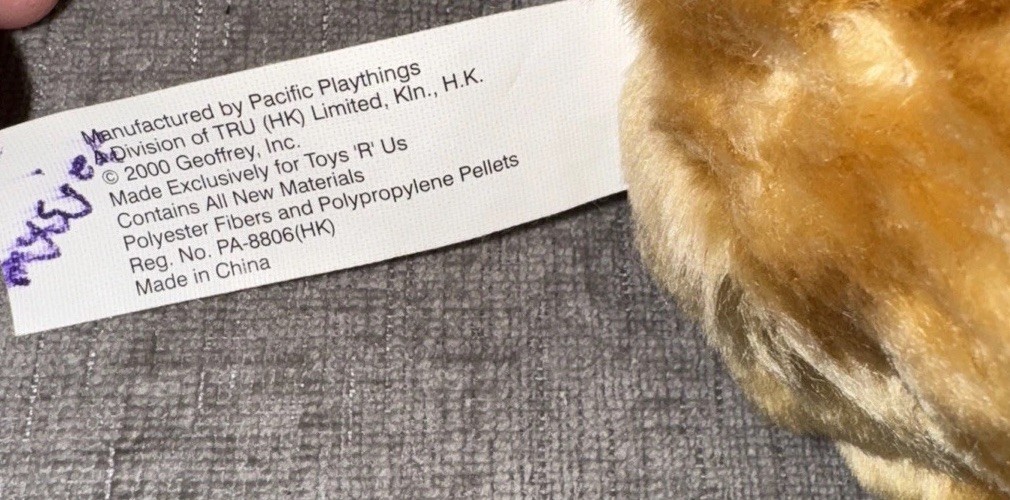 Manufactured by Pacific Playthings
A Division of TRU (HK) Limited, Kln., H.K.
© 2000 Geoffrey, Inc.
Made Exclusively for Toys 'R' Us
Contains All New Materials
Polyester Fibers and Polypropylene Pellets
Reg. No. PA-8806(HK)
Made in China